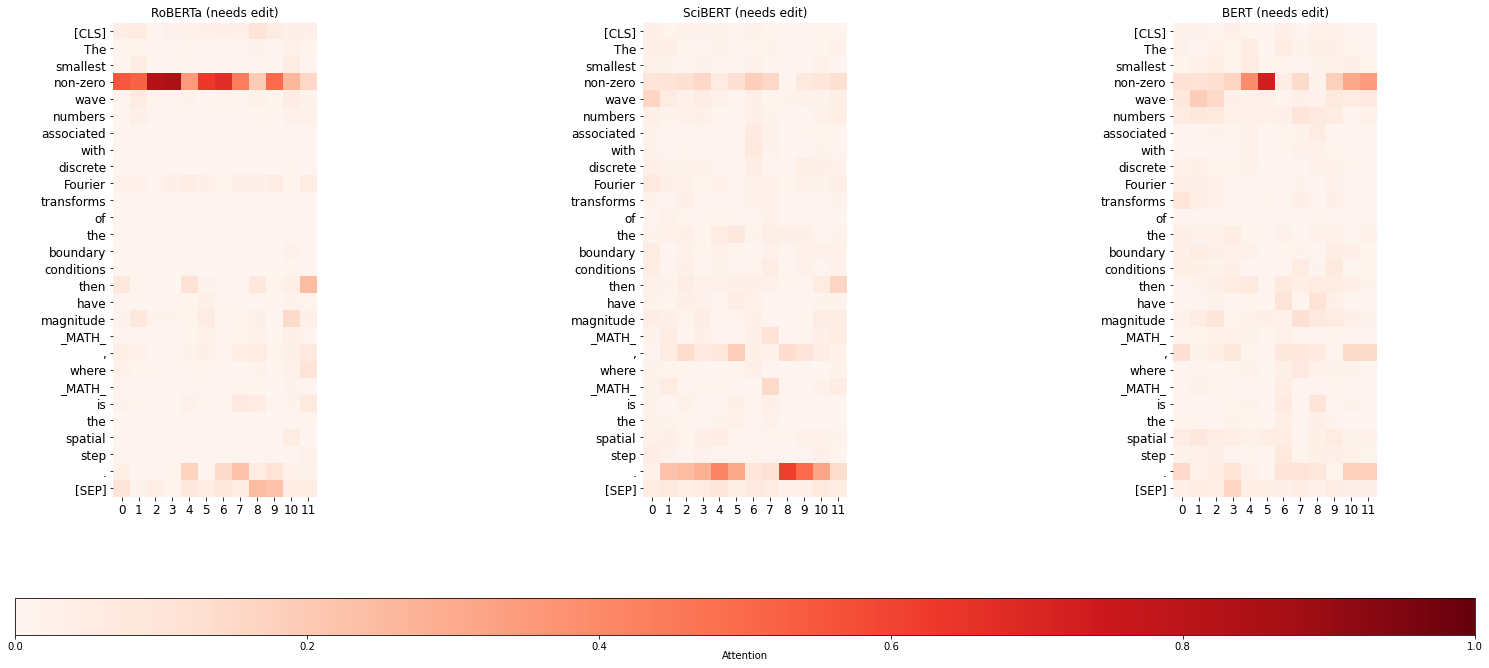 RoBERTa (needs edit)
[CLS]
The
smallest
non-zero
wave
numbers
associated
with
discrete
Fourier
transforms
of
the
boundary
conditions
then
have
magnitude
_MATH_
,
where
_MATH_
is
the
spatial
step
.
[SEP]
0 1 2 3 4 5 6 7 8 9 10 11
SciBERT (needs edit)
[CLS]
The
smallest
non-zero
wave
numbers
associated
with
discrete
Fourier
transforms
of
the
boundary
conditions
then
have
magnitude
_MATH_
,
where
_MATH_
is
the
spatial
step
.
[SEP]
0 1 2 3 4 5 6 7 8 9 10 11
BERT (needs edit)
[CLS]
The
smallest
non-zero
wave
numbers
associated
with
discrete
Fourier
transforms
of
the
boundary
conditions
then
have
magnitude
_MATH_
,
where
_MATH_
is
the
spatial
step
.
[SEP]
0 1 2 3 4 5 6 7 8 9 10 11
0.0 0.2 0.4 0.6 0.8 1.0
Attention